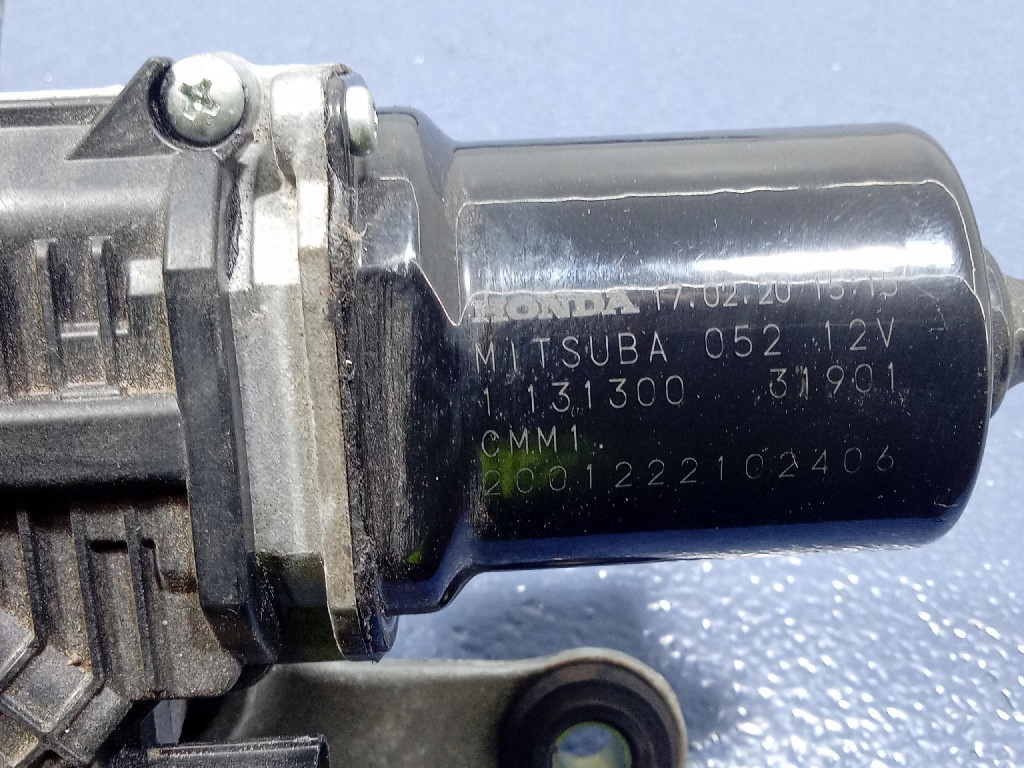 HONDA 17.02.20 15:15
MITSUBA 052 12V
1 131300 31901
CMM1.
2001222102406